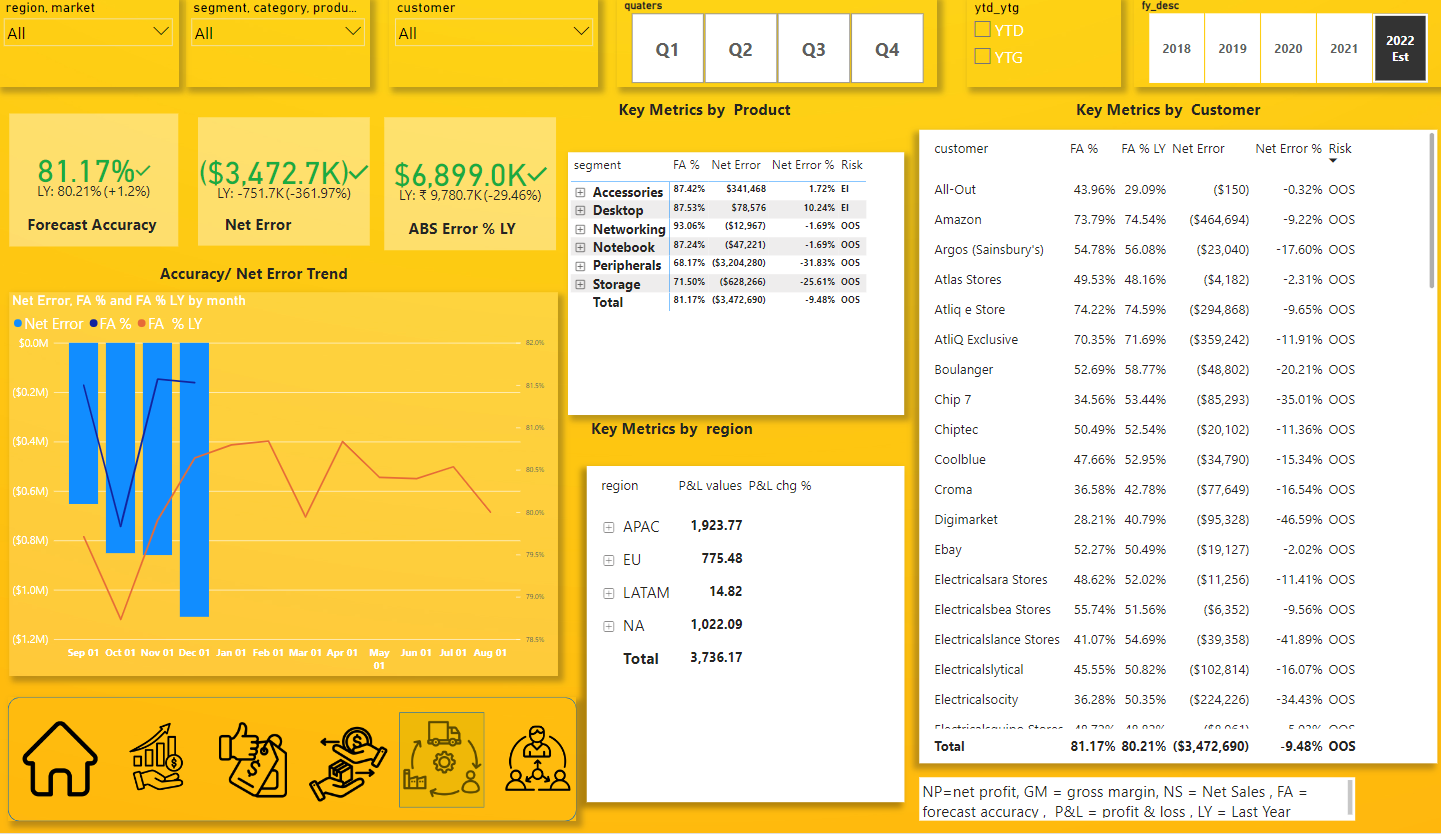 region, market
segment, category, produ...
customer
quaters
ytd_ytg
fy_desc
All
All
All
Q1
Q2
Q3
Q4
YTD
YTG
2018
2019
2020
2021
2022
Est
Key Metrics by Product
Key Metrics by Customer
81.17%
LY: 80.21% (+1.2%)
Forecast Accuracy
($3,472.7K)
LY: -751.7K (-361.97%)
Net Error
$6,899.0K
LY: ₹ 9,780.7K (-29.46%)
ABS Error % LY
segment FA % Net Error Net Error % Risk
Accessories 87.42% $341,468 1.72% EI
Desktop 87.53% $78,576 10.24% EI
Networking 93.06% ($12,967) -1.69% OOS
Notebook 87.24% ($47,221) -1.69% OOS
Peripherals 68.17% ($3,204,280) -31.83% OOS
Storage 71.50% ($628,266) -25.61% OOS
Total 81.17% ($3,472,690) -9.48% OOS
customer FA % FA % LY Net Error Net Error % Risk
All-Out 43.96% 29.09% ($150) -0.32% OOS
Amazon 73.79% 74.54% ($464,694) -9.22% OOS
Argos (Sainsbury's) 54.78% 56.08% ($23,040) -17.60% OOS
Atlas Stores 49.53% 48.16% ($4,182) -2.31% OOS
Atliq e Store 74.22% 74.59% ($294,868) -9.65% OOS
AtliQ Exclusive 70.35% 71.69% ($359,242) -11.91% OOS
Boulanger 52.69% 58.77% ($48,802) -20.21% OOS
Chip 7 34.56% 53.44% ($85,293) -35.01% OOS
Chiptec 50.49% 52.54% ($20,102) -11.36% OOS
Coolblue 47.66% 52.95% ($34,790) -15.34% OOS
Croma 36.58% 42.78% ($77,649) -16.54% OOS
Digimarket 28.21% 40.79% ($95,328) -46.59% OOS
Ebay 52.27% 50.49% ($19,127) -2.02% OOS
Electricalsara Stores 48.62% 52.02% ($11,256) -11.41% OOS
Electricalsbea Stores 55.74% 51.56% ($6,352) -9.56% OOS
Electricalslance Stores 41.07% 54.69% ($39,358) -41.89% OOS
Electricalslytical 45.55% 50.82% ($102,814) -16.07% OOS
Electricalsocity 36.28% 50.35% ($224,226) -34.43% OOS
Total 81.17% 80.21% ($3,472,690) -9.48% OOS
Accuracy/ Net Error Trend
Net Error, FA % and FA % LY by month
Net Error FA % FA % LY
$0.0M
($0.2M)
($0.4M)
($0.6M)
($0.8M)
($1.0M)
($1.2M)
82.0%
81.5%
81.0%
80.5%
80.0%
79.5%
79.0%
78.5%
Sep 01 Oct 01 Nov 01 Dec 01 Jan 01 Feb 01 Mar 01 Apr 01 May 01 Jun 01 Jul 01 Aug 01
Key Metrics by region
region P&L values P&L chg %
APAC 1,923.77
EU 775.48
LATAM 14.82
NA 1,022.09
Total 3,736.17
NP=net profit, GM = gross margin, NS = Net Sales , FA =
forecast accuracy , P&L = profit & loss , LY = Last Year